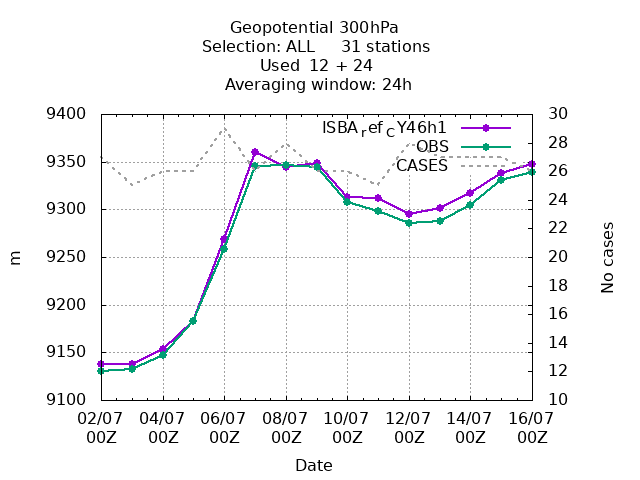 Geopotential 300hPa
Selection: ALL 31 stations
Used 12 + 24
Averaging window: 24h
ISBA_ref_CY46h1
OBS
CASES
9400
9350
9300
9250
9200
9150
9100
m
30
28
26
24
22
20
18
16
14
12
10
No cases
02/07 04/07 06/07 08/07 10/07 12/07 14/07 16/07
00Z 00Z 00Z 00Z 00Z 00Z 00Z 00Z
Date